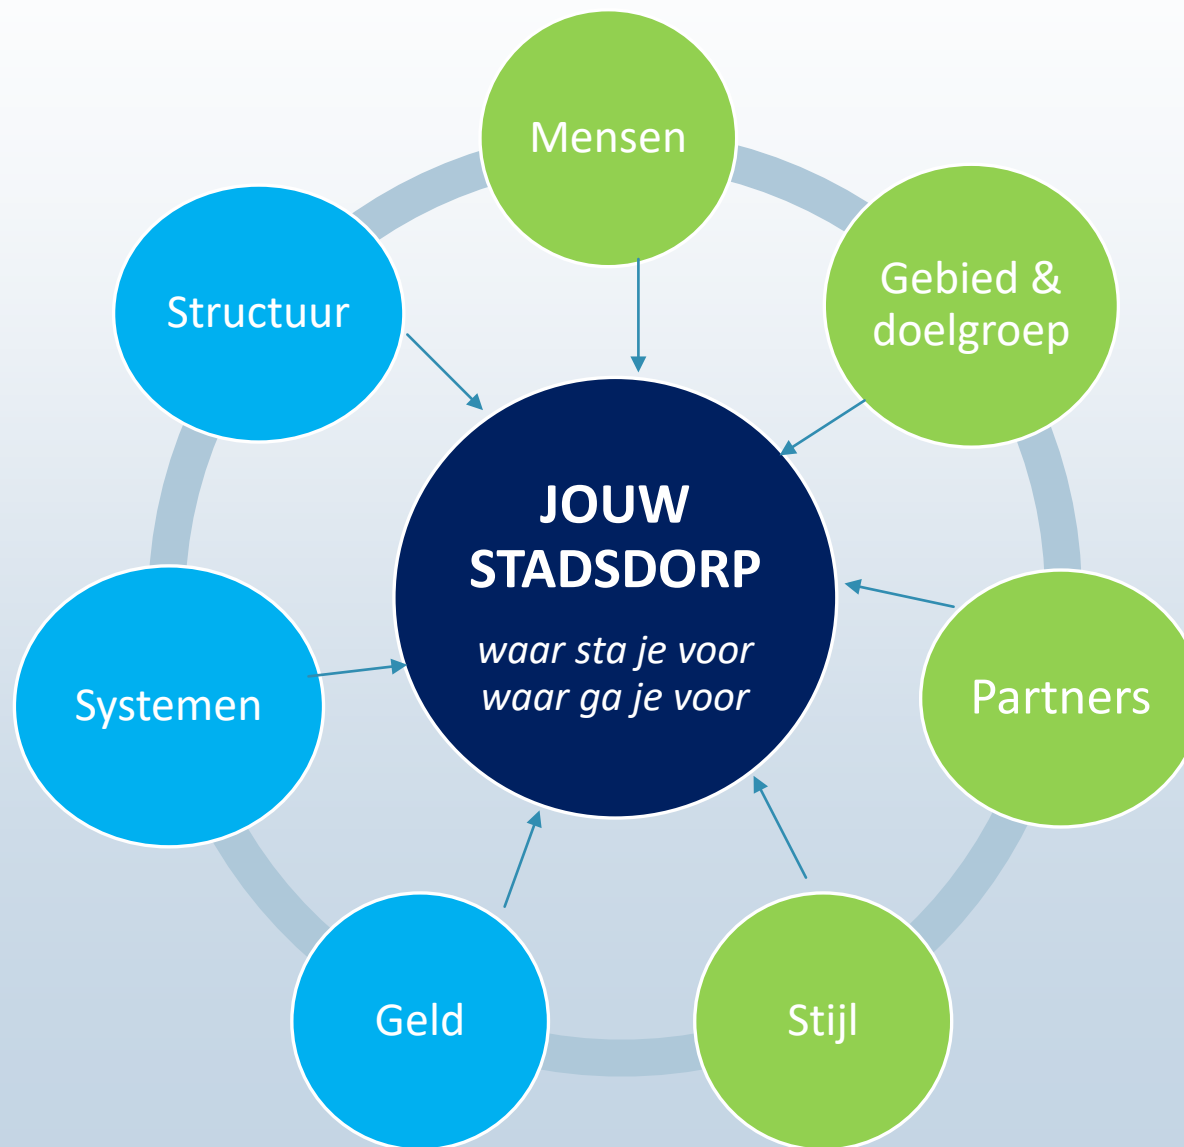 Mensen
Gebied &
doelgroep
Structuur
JOUW
STADSDORP
waar sta je voor
waar ga je voor
Partners
Systemen
Geld
Stijl